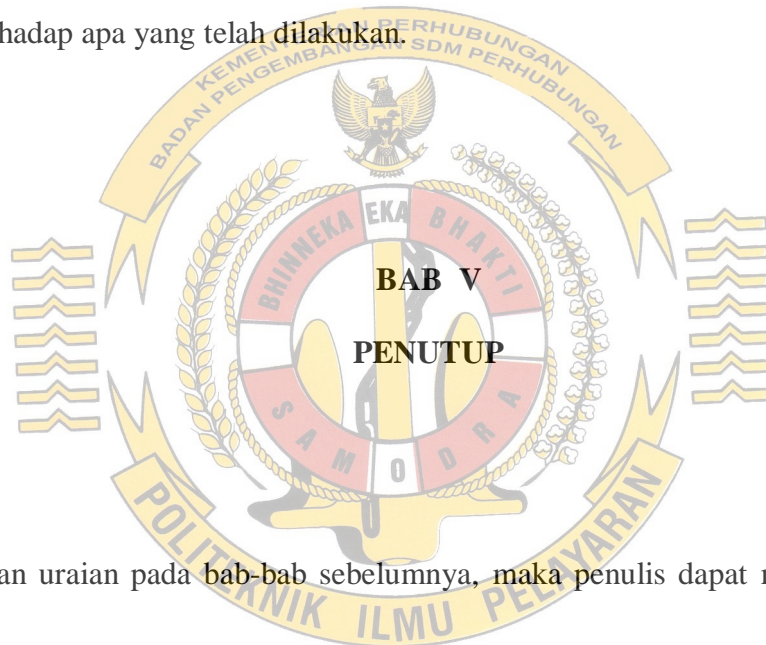 hadap apa yang telah dilakukan.
KEMENTERIAN PERHUBUNGAN
BADAN PENGEMBANGAN SDM PERHUBUNGAN
BHINNEKA EKA BHAKTI
BAB V
PENUTUP
SAMODRA
an uraian pada bab-bab sebelumnya, maka penulis dapat
POLITEKNIK ILMU PELAYARAN